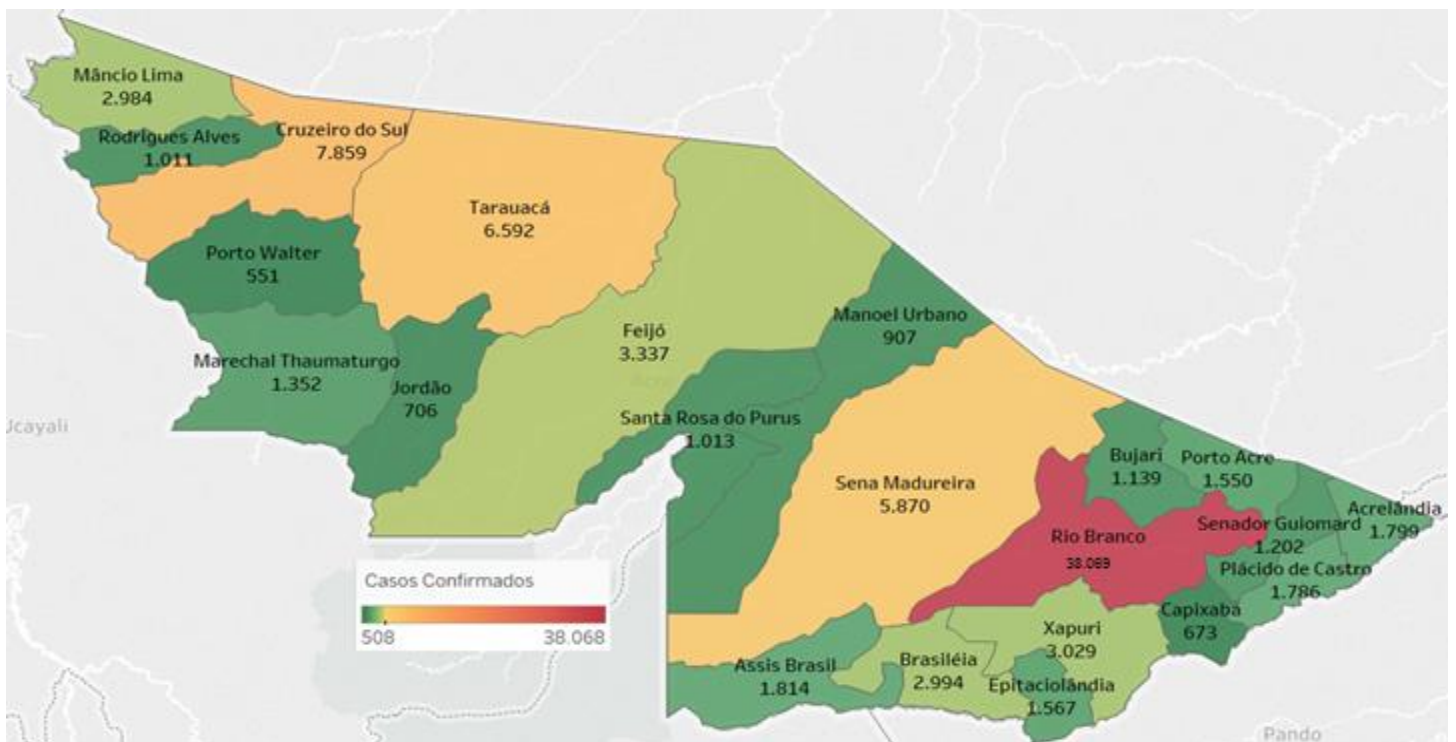 Mâncio Lima
2.984
Rodrigues Alves
1.011
Cruzeiro do Sul
7.859
Tarauacá
6.592
Porto Walter
551
Marechal Thaumaturgo
1.352
Jordão
706
Feijó
3.337
Manoel Urbano
907
Santa Rosa do Purus
1.013
Sena Madureira
5.870
Bujari
1.139
Porto Acre
1.550
Rio Branco
38.069
Senador Guiomard
1.202
Acrelândia
1.799
Plácido de Castro
1.786
Capixaba
673
Xapuri
3.029
Assis Brasil
1.814
Brasiléia
2.994
Epitaciolândia
1.567
Ucayali
Pando
Casos Confirmados
508 38.068